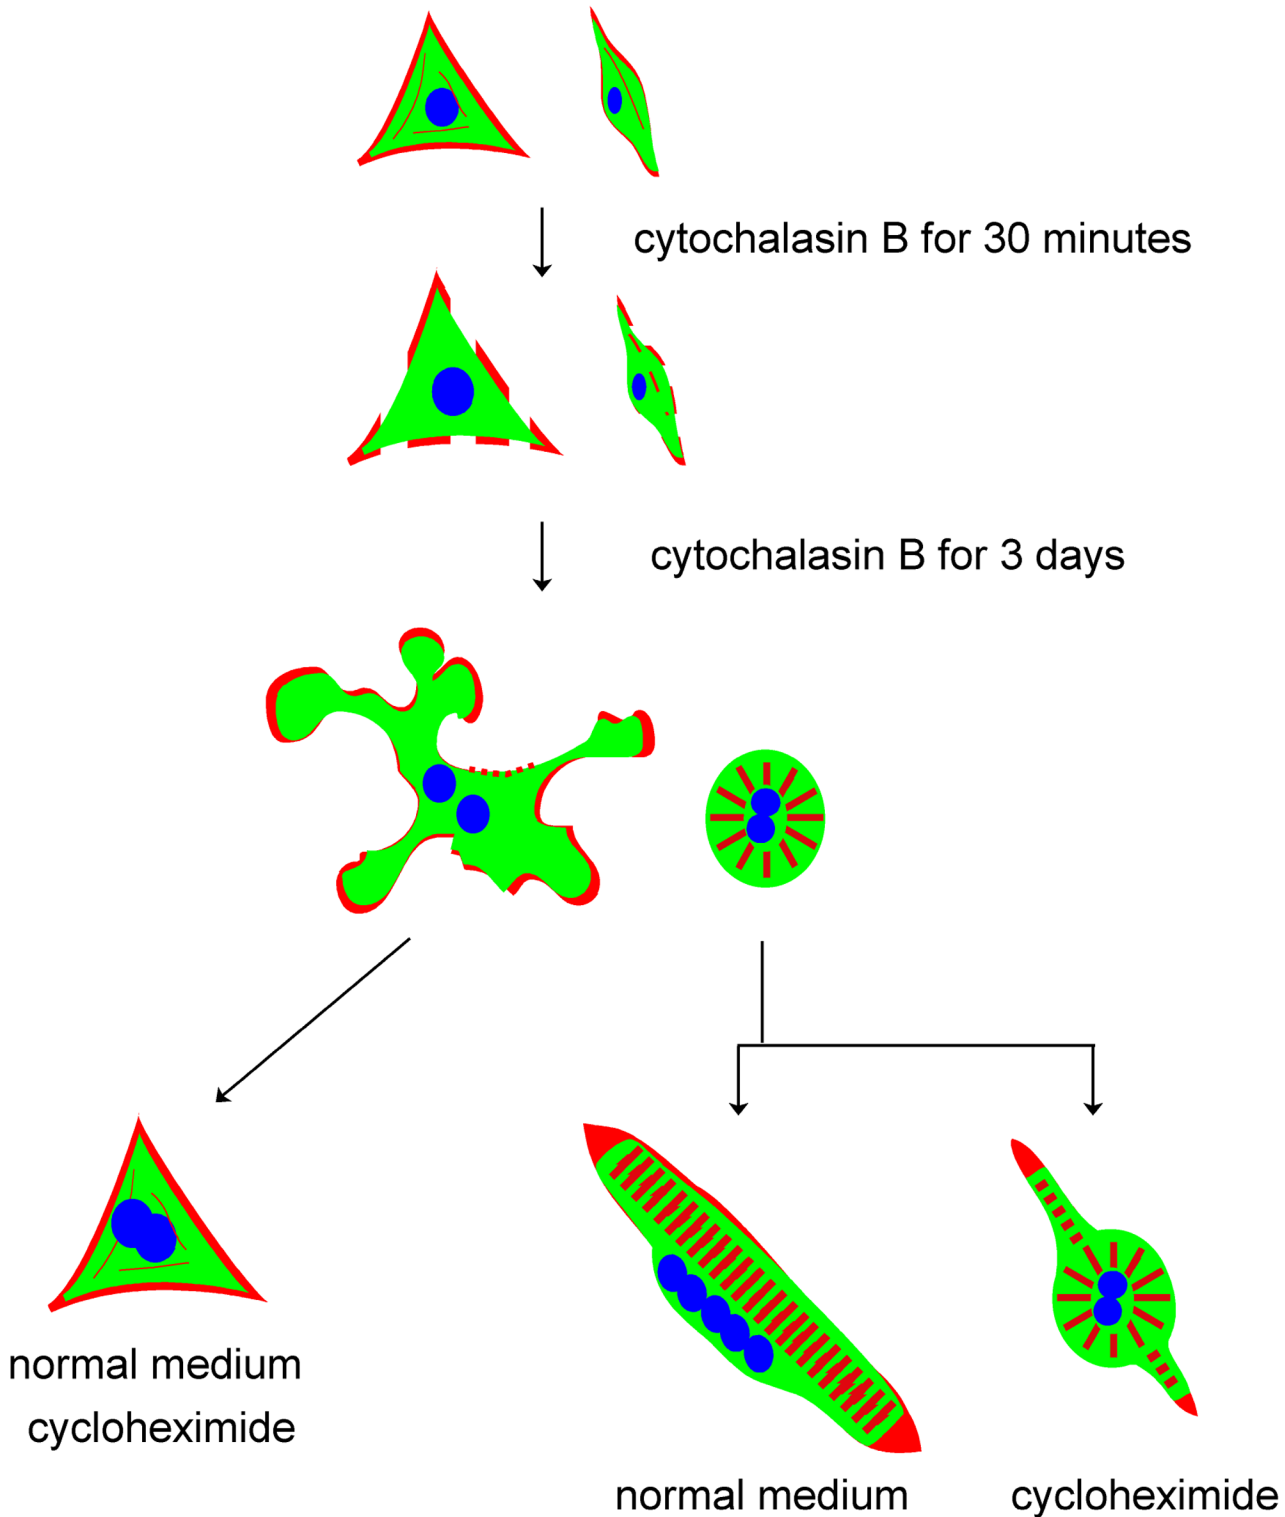 cytochalasin B for 30 minutes
cytochalasin B for 3 days
normal medium
cycloheximide
normal medium
cycloheximide